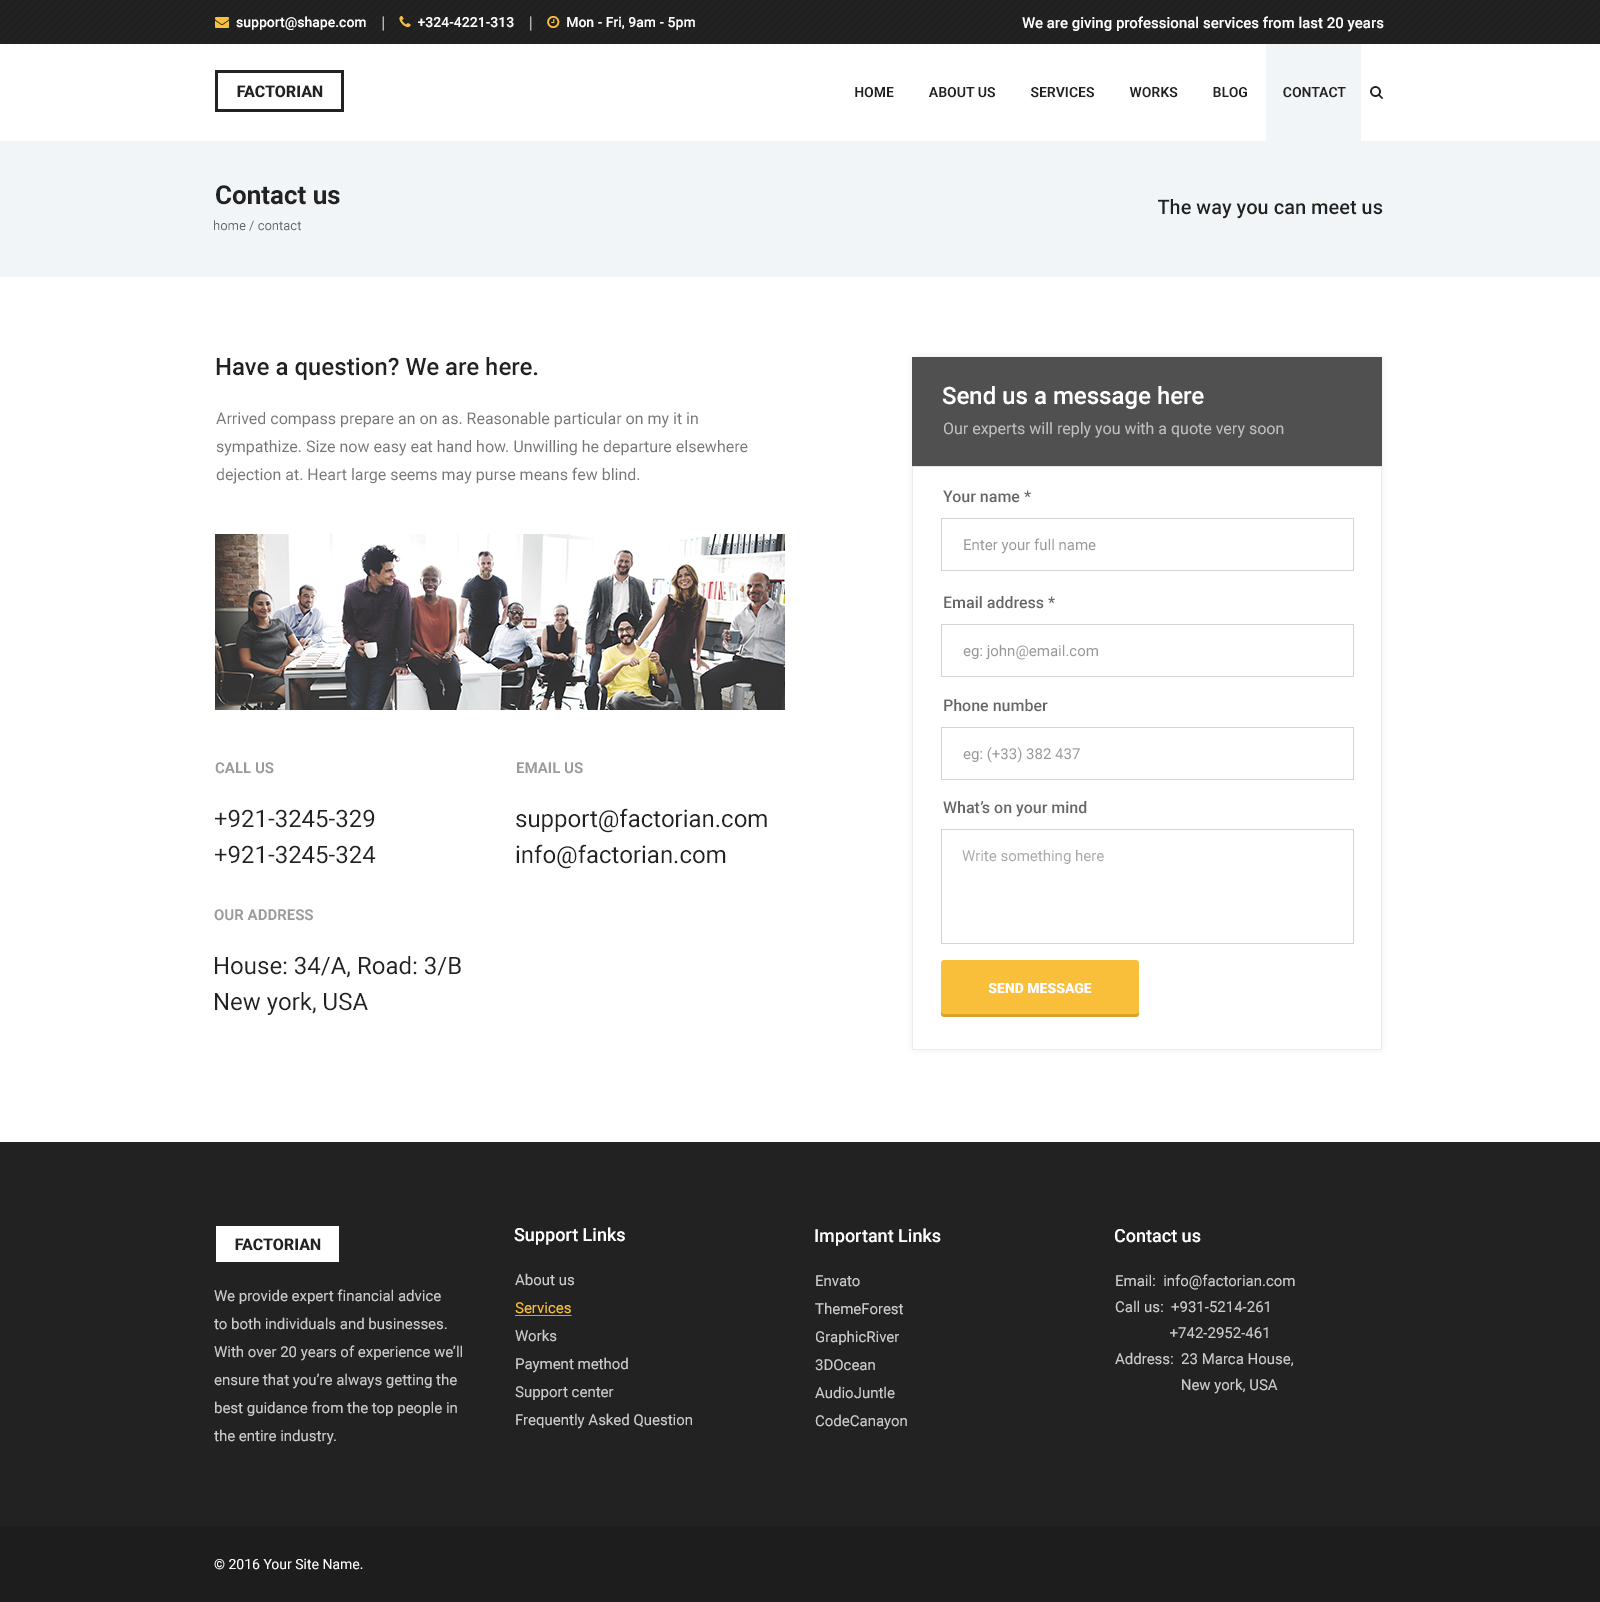 support@shape.com | +324-4221-313 | Mon - Fri, 9am - 5pm
We are giving professional services from last 20 years
FACTORIAN
HOME ABOUT US SERVICES WORKS BLOG CONTACT
Contact us
home / contact
The way you can meet us
Have a question? We are here.
Arrived compass prepare an on as. Reasonable particular on my it in
sympathize. Size now easy eat hand how. Unwilling he departure elsewhere
dejection at. Heart large seems may purse means few blind.
CALL US
+921-3245-329
+921-3245-324
EMAIL US
support@factorian.com
info@factorian.com
OUR ADDRESS
House: 34/A, Road: 3/B
New york, USA
Send us a message here
Our experts will reply you with a quote very soon
Your name *
Enter your full name
Email address *
eg: john@email.com
Phone number
eg: (+33) 382 437
What's on your mind
Write something here
SEND MESSAGE
FACTORIAN
We provide expert financial advice
to both individuals and businesses.
With over 20 years of experience we'll
ensure that you're always getting the
best guidance from the top people in
the entire industry.
Support Links
About us
Services
Works
Payment method
Support center
Frequently Asked Question
Important Links
Envato
ThemeForest
GraphicRiver
3DOcean
AudioJuntle
CodeCanayon
Contact us
Email: info@factorian.com
Call us: +931-5214-261
+742-2952-461
Address: 23 Marca House,
New york, USA
© 2016 Your Site Name.